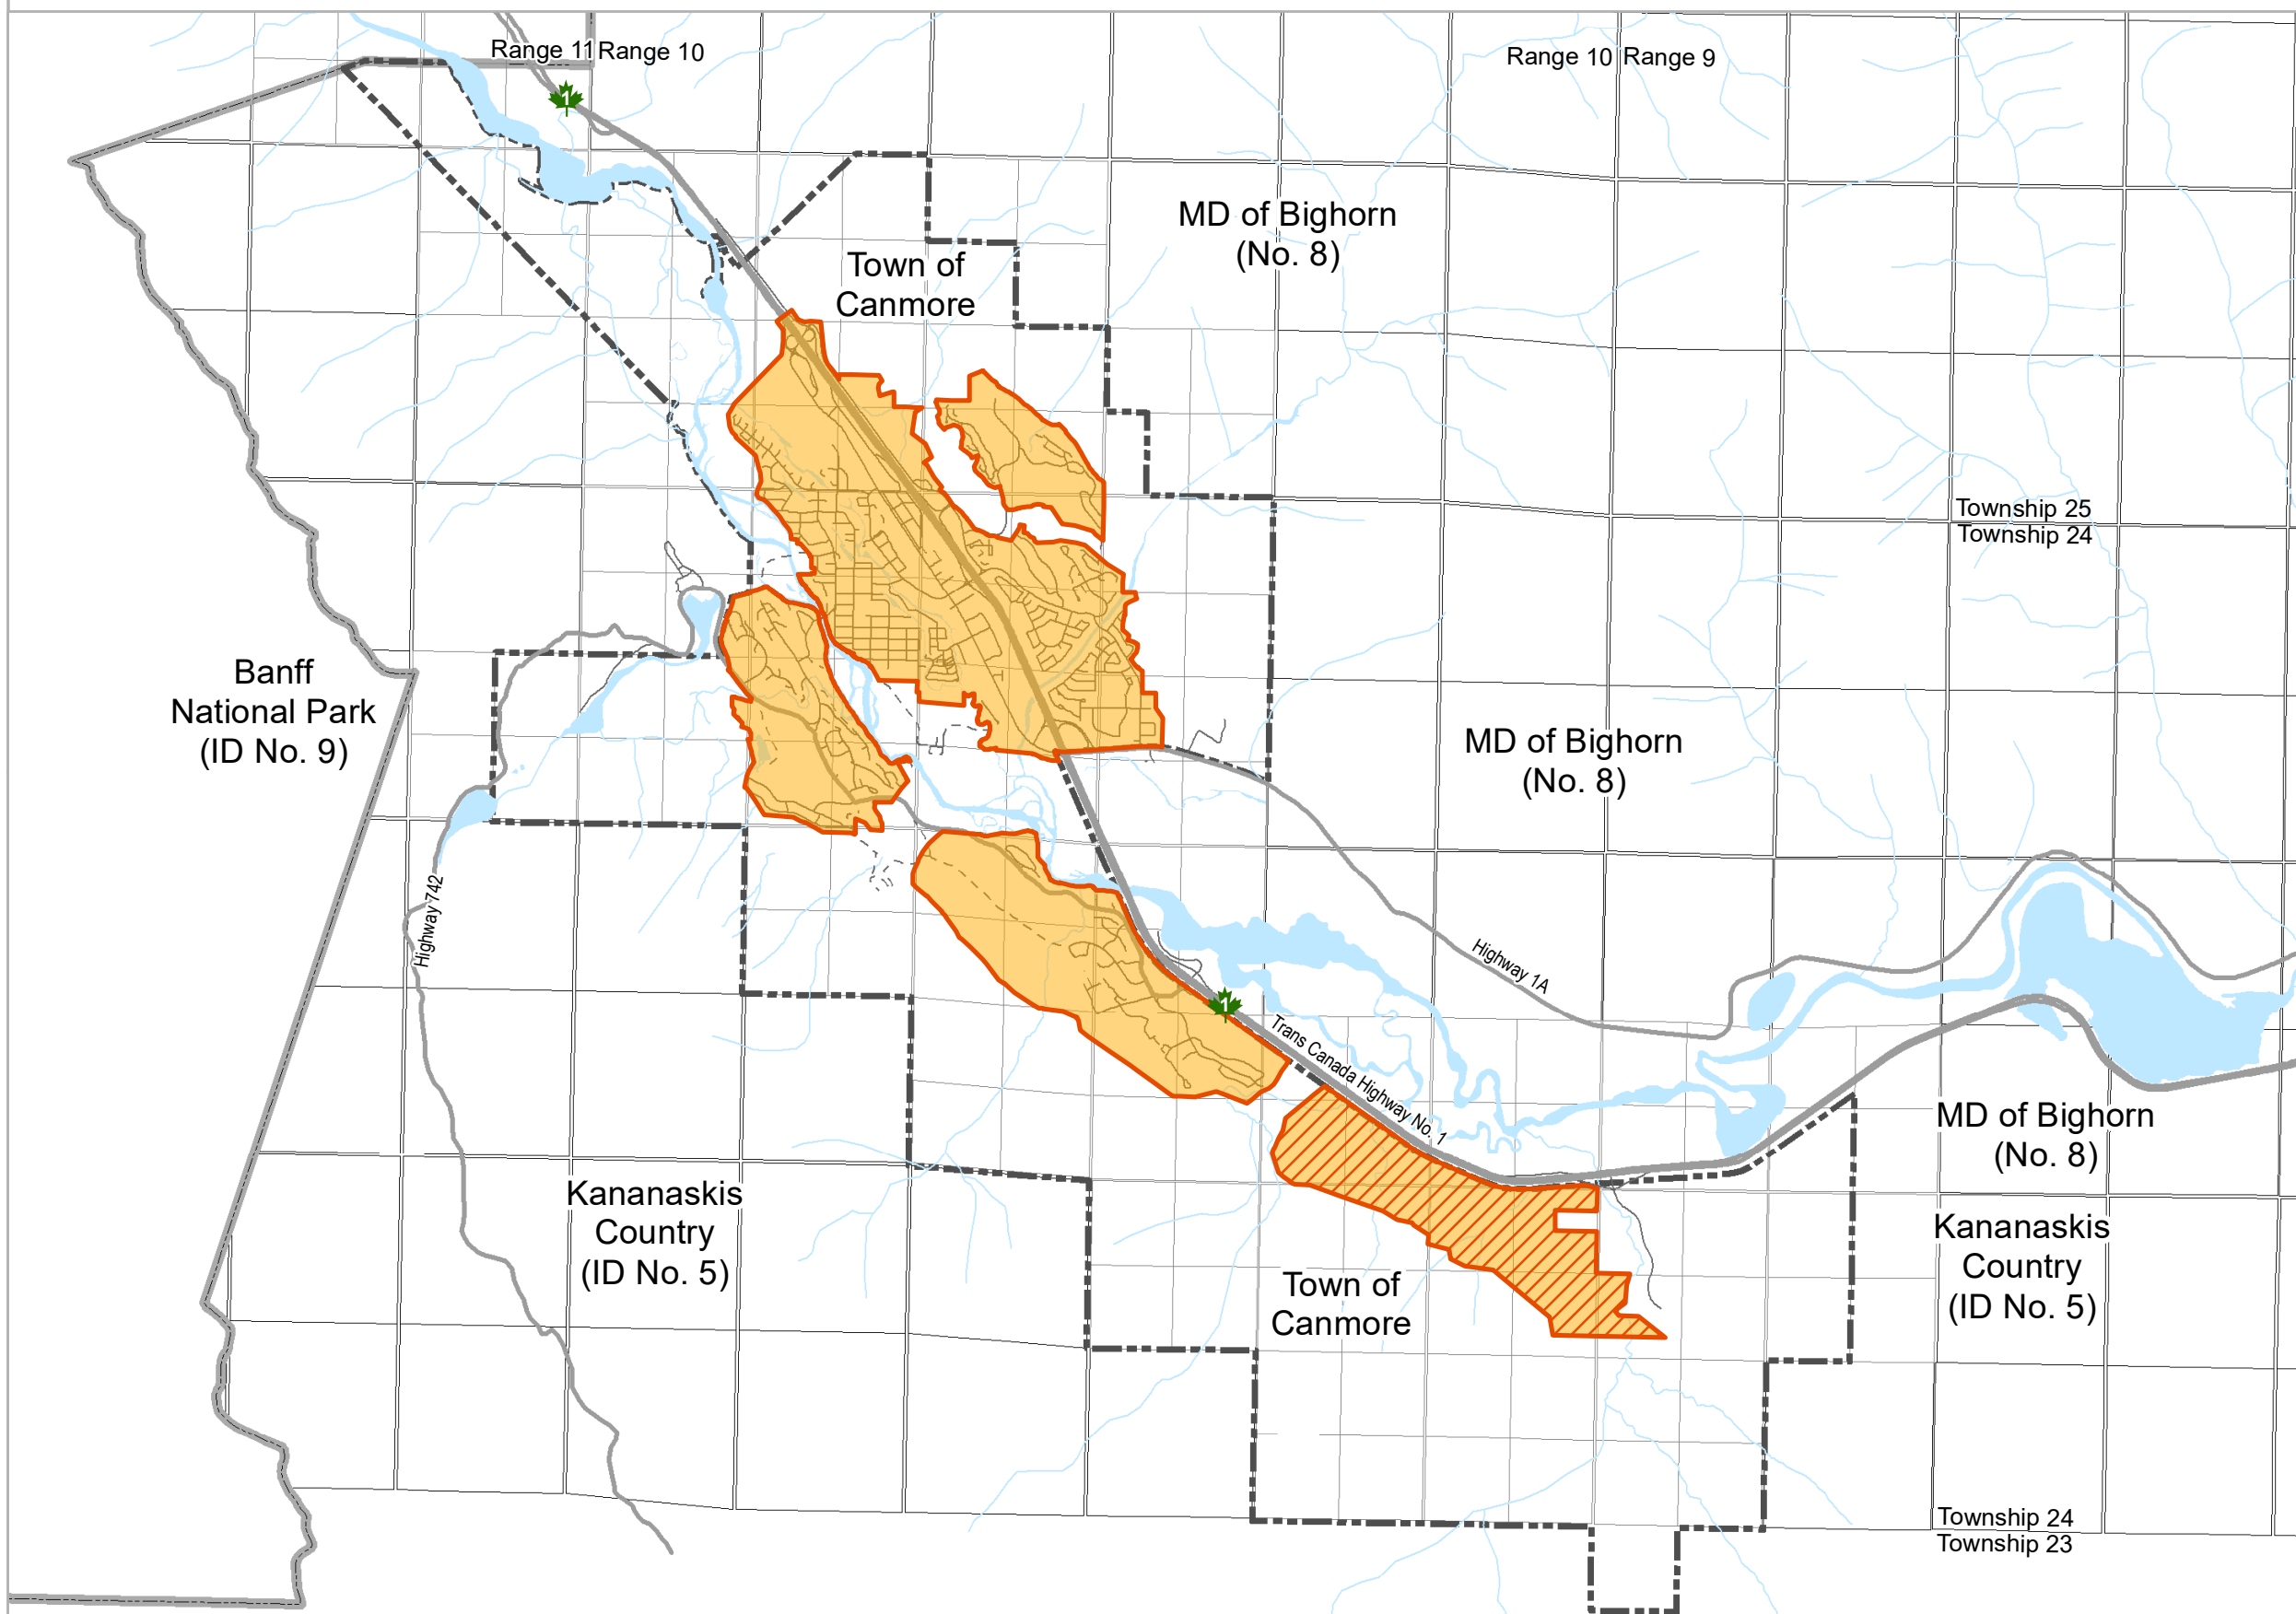 Range 11 Range 10
Range 10 Range 9
1
MD of Bighorn
(No. 8)
Town of
Canmore
Township 25
Township 24
Banff
National Park
(ID No. 9)
MD of Bighorn
(No. 8)
Highway 742
Highway 1A
1
Trans Canada Highway No. 1
MD of Bighorn
(No. 8)
Kananaskis
Country
(ID No. 5)
Kananaskis
Country
(ID No. 5)
Town of
Canmore
Township 24
Township 23